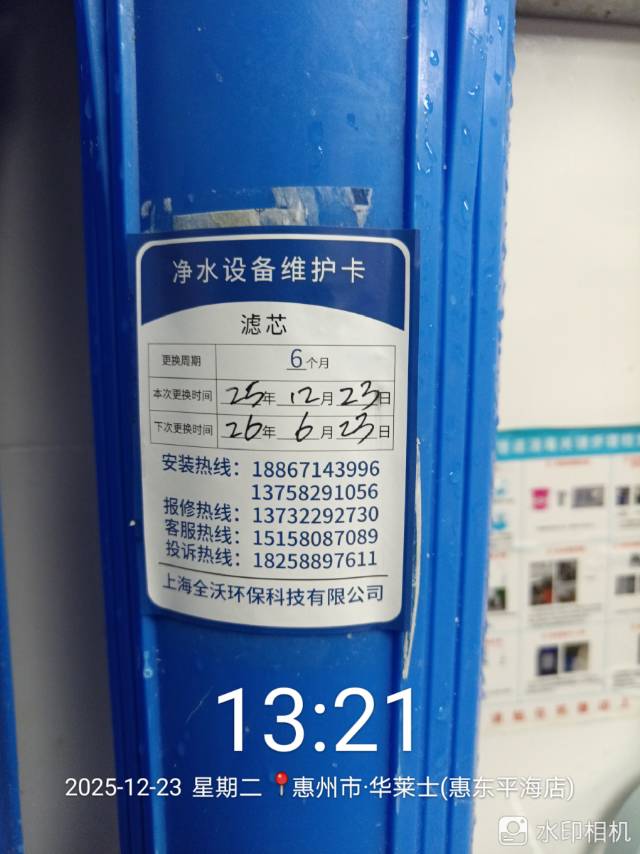 净水设备维护卡
滤芯
更换周期 6个月
本次更换时间 25年 12月 23日
下次更换时间 26年 6月 23日
安装热线：18867143996
13758291056
报修热线：13732292730
客服热线：15158087089
投诉热线：18258897611
上海全沃环保科技有限公司
13:21
2025-12-23 星期二 惠州市·华莱士(惠东平海店)
水印相机